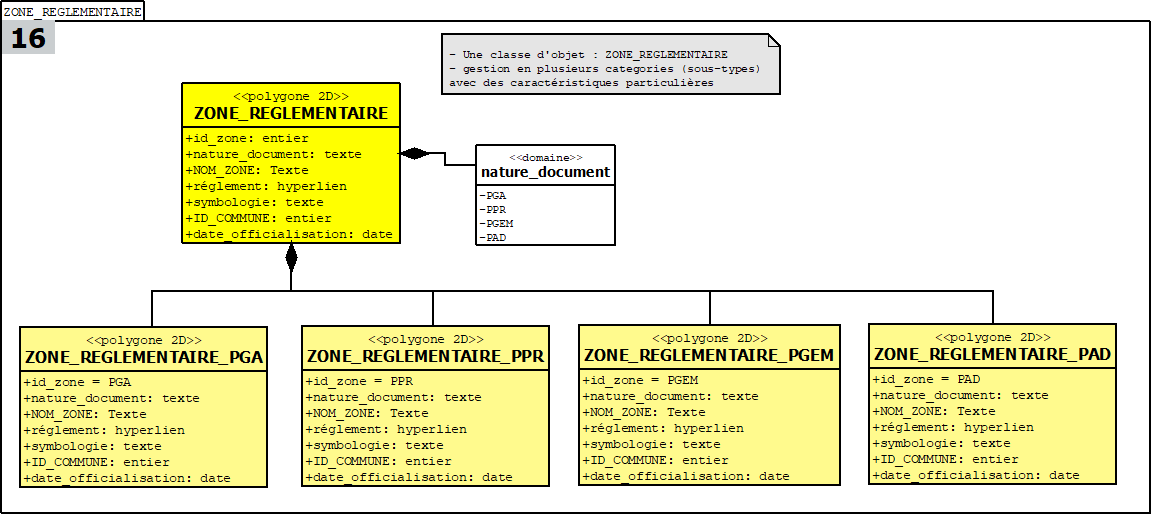 ZONE_REGLEMENTAIRE
16
- Une classe d'objet : ZONE_REGLEMENTAIRE
- gestion en plusieurs categories (sous-types)
avec des caractéristiques particulières
<<polygone 2D>>
ZONE_REGLEMENTAIRE
+id_zone: entier
+nature_document: texte
+NOM_ZONE: Texte
+réglement: hyperlien
+symbologie: texte
+ID_COMMUNE: entier
+date_officialisation: date
<<domaine>>
nature_document
-PGA
-PPR
-PGEM
-PAD
<<polygone 2D>>
ZONE_REGLEMENTAIRE_PGA
+id_zone = PGA
+nature_document: texte
+NOM_ZONE: Texte
+réglement: hyperlien
+symbologie: texte
+ID_COMMUNE: entier
+date_officialisation: date
<<polygone 2D>>
ZONE_REGLEMENTAIRE_PPR
+id_zone = PPR
+nature_document: texte
+NOM_ZONE: Texte
+réglement: hyperlien
+symbologie: texte
+ID_COMMUNE: entier
+date_officialisation: date
<<polygone 2D>>
ZONE_REGLEMENTAIRE_PGEM
+id_zone = PGEM
+nature_document: texte
+NOM_ZONE: Texte
+réglement: hyperlien
+symbologie: texte
+ID_COMMUNE: entier
+date_officialisation: date
<<polygone 2D>>
ZONE_REGLEMENTAIRE_PAD
+id_zone = PAD
+nature_document: texte
+NOM_ZONE: Texte
+réglement: hyperlien
+symbologie: texte
+ID_COMMUNE: entier
+date_officialisation: date